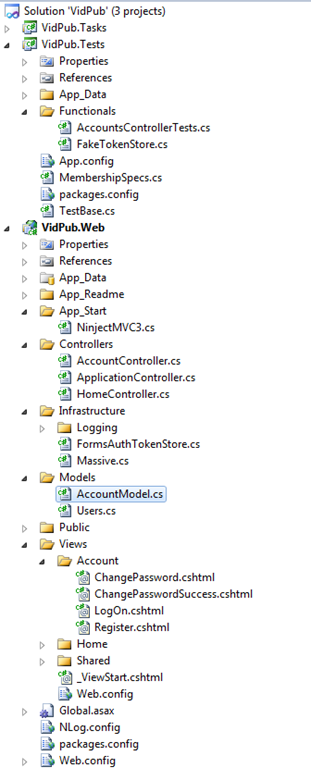 Solution 'VidPub' (3 projects)
VidPub.Tasks
VidPub.Tests
Properties
References
App_Data
Functionals
AccountsControllerTests.cs
FakeTokenStore.cs
App.config
MembershipSpecs.cs
packages.config
TestBase.cs
VidPub.Web
Properties
References
App_Data
App_Readme
App_Start
NinjectMVC3.cs
Controllers
AccountController.cs
ApplicationController.cs
HomeController.cs
Infrastructure
Logging
FormsAuthTokenStore.cs
Massive.cs
Models
AccountModel.cs
Users.cs
Public
Views
Account
ChangePassword.cshtml
ChangePasswordSuccess.cshtml
LogOn.cshtml
Register.cshtml
Home
Shared
_ViewStart.cshtml
Web.config
Global.asax
NLog.config
packages.config
Web.config